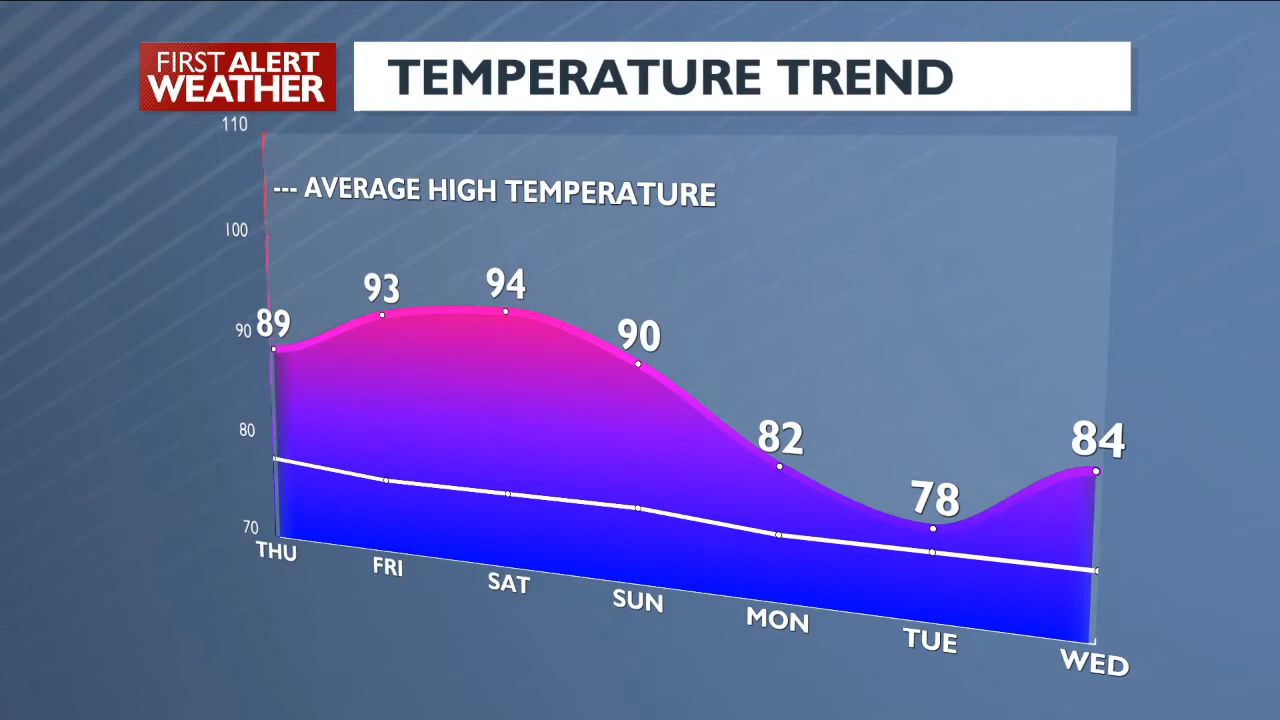 FIRST ALERT
WEATHER
TEMPERATURE TREND
110
--- AVERAGE HIGH TEMPERATURE
100
93
94
90
89
90
80
82
84
78
70
THU
FRI
SAT
SUN
MON
TUE
WED